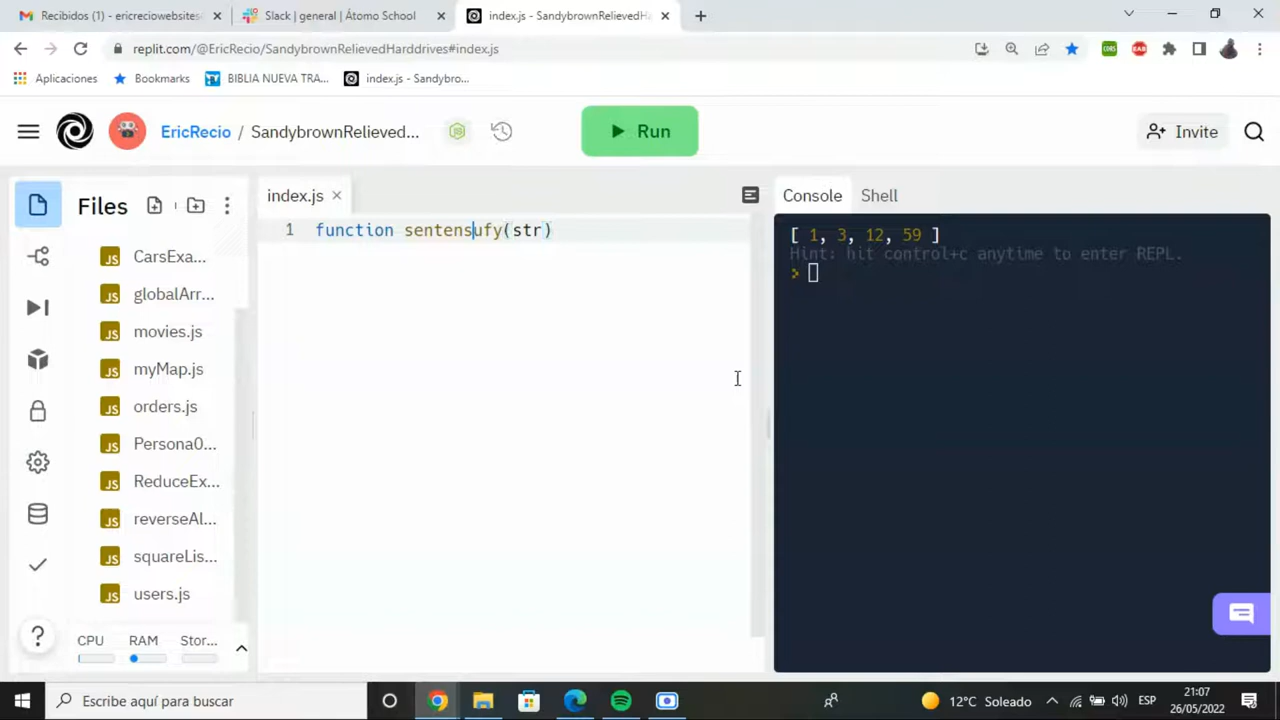 Recibidos (1) - ericreciowebsites
Slack | general | Átomo School
index.js - SandybrownRelievedHa
replit.com/@EricRecio/SandybrownRelievedHarddrives#index.js
Aplicaciones
Bookmarks
BIBLIA NUEVA TRA...
index.js - Sandybro...
EricRecio / SandybrownRelieved...
Run
Invite
Files
index.js
Console
Shell
1 function sentensufy(str)
[ 1, 3, 12, 59 ]
Hint: hit control+c anytime to enter REPL.
>
CarsExa...
globalArr...
movies.js
myMap.js
orders.js
Persona0...
ReduceEx...
reverseAl...
squareLis...
users.js
CPU
RAM
Stor...
Escribe aquí para buscar
12°C Soleado
ESP
21:07
26/05/2022